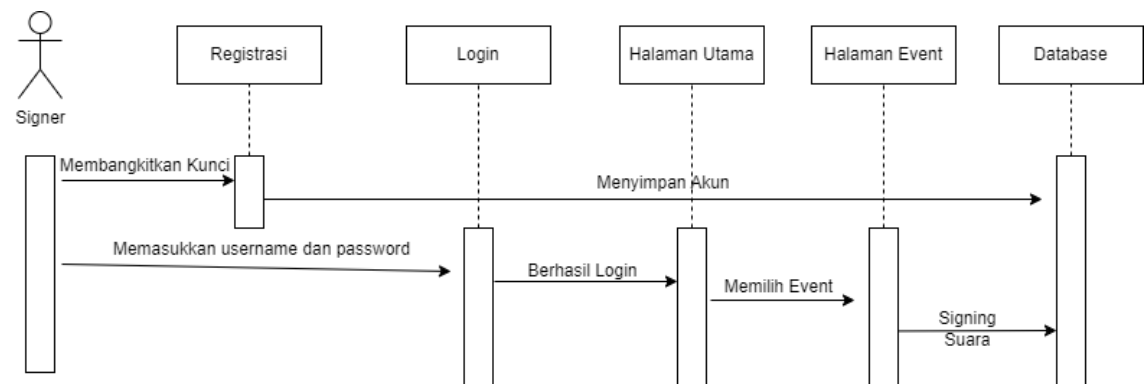 Registrasi
Login
Halaman Utama
Halaman Event
Database
Signer
Membangkitkan Kunci
Menyimpan Akun
Memasukkan username dan password
Berhasil Login
Memilih Event
Signing
Suara